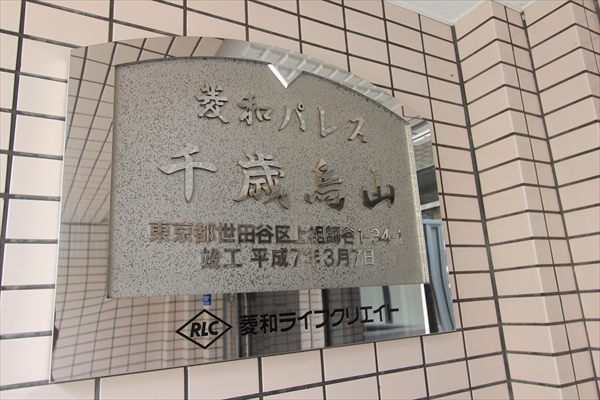 菱和パレス
千歳烏山
東京都世田谷区上祖師谷1-34-1
竣工 平成7年3月7日
RLC 菱和ライフクリエイト